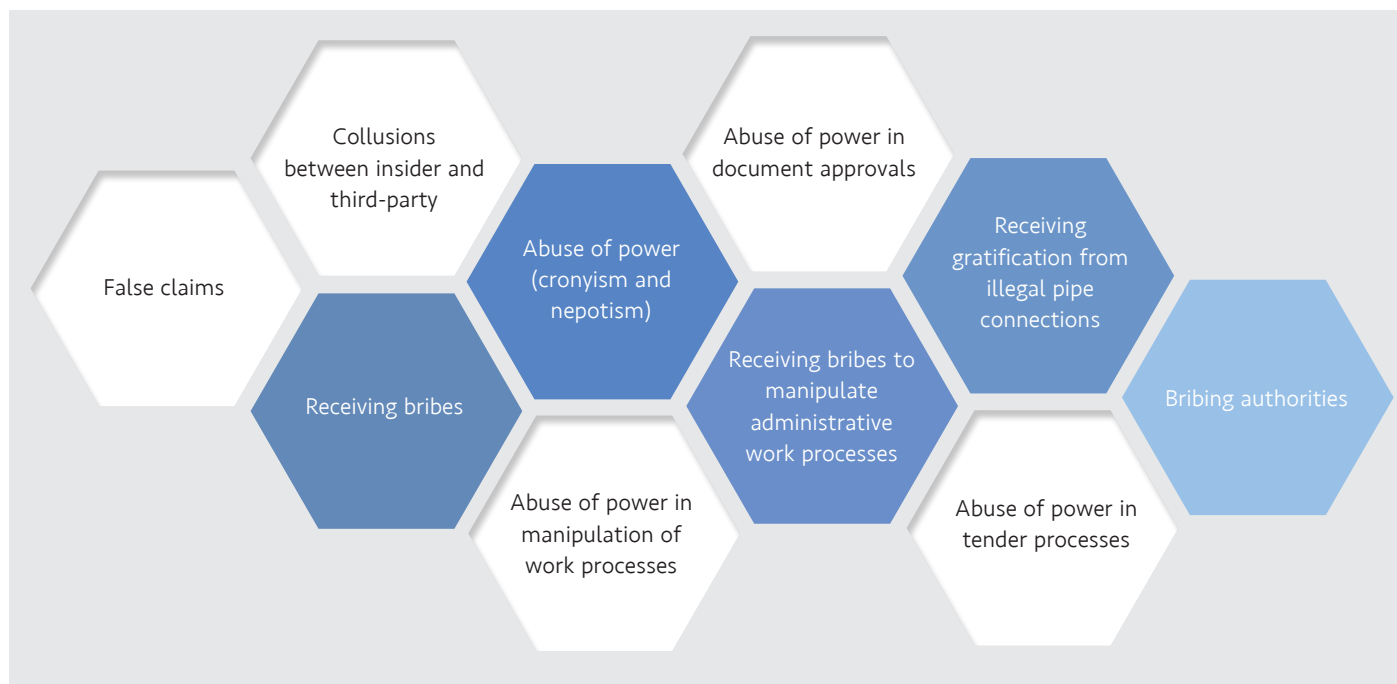 False claims
Collusions
between insider and
third-party
Receiving bribes
Abuse of power
(cronyism and
nepotism)
Abuse of power in
manipulation of
work processes
Abuse of power in
document approvals
Receiving bribes to
manipulate
administrative
work processes
Receiving
gratification from
illegal pipe
connections
Abuse of power in
tender processes
Bribing authorities